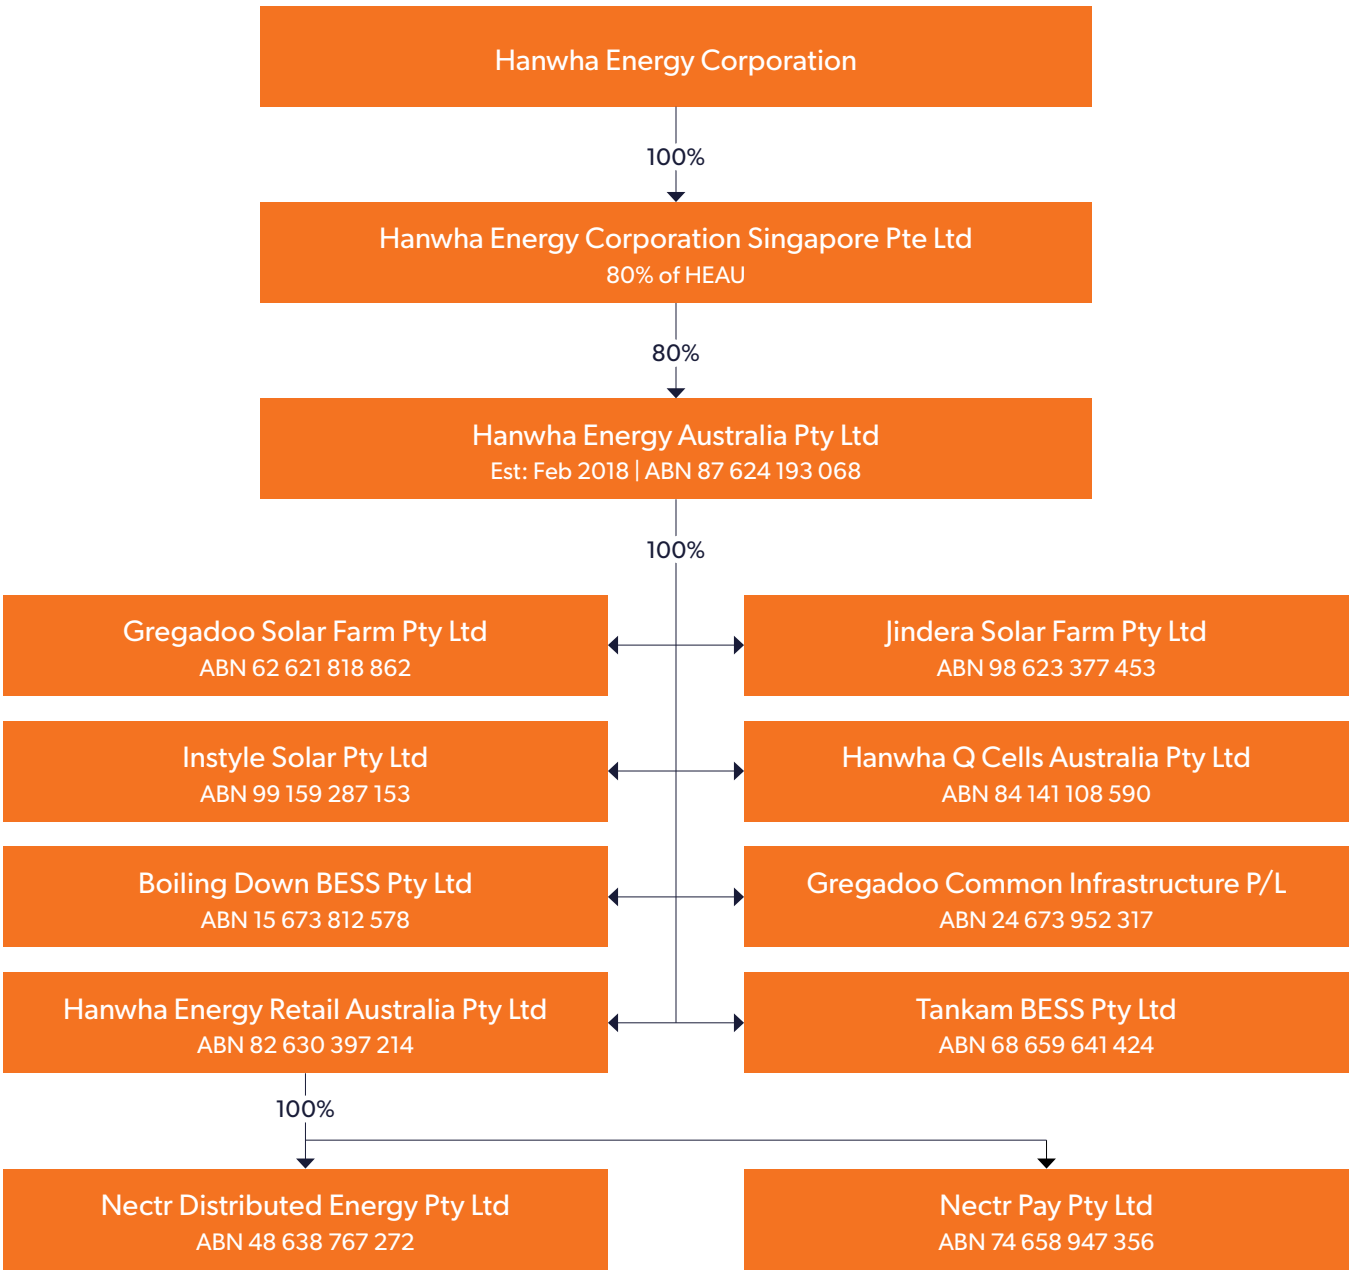 Hanwha Energy Corporation
100%
Hanwha Energy Corporation Singapore Pte Ltd
80% of HEAU
80%
Hanwha Energy Australia Pty Ltd
Est: Feb 2018 | ABN 87 624 193 068
100%
Gregadoo Solar Farm Pty Ltd
ABN 62 621 818 862
Jindera Solar Farm Pty Ltd
ABN 98 623 377 453
Instyle Solar Pty Ltd
ABN 99 159 287 153
Hanwha Q Cells Australia Pty Ltd
ABN 84 141 108 590
Boiling Down BESS Pty Ltd
ABN 15 673 812 578
Gregadoo Common Infrastructure P/L
ABN 24 673 952 317
Hanwha Energy Retail Australia Pty Ltd
ABN 82 630 397 214
Tankam BESS Pty Ltd
ABN 68 659 641 424
100%
Nectr Distributed Energy Pty Ltd
ABN 48 638 767 272
Nectr Pay Pty Ltd
ABN 74 658 947 356